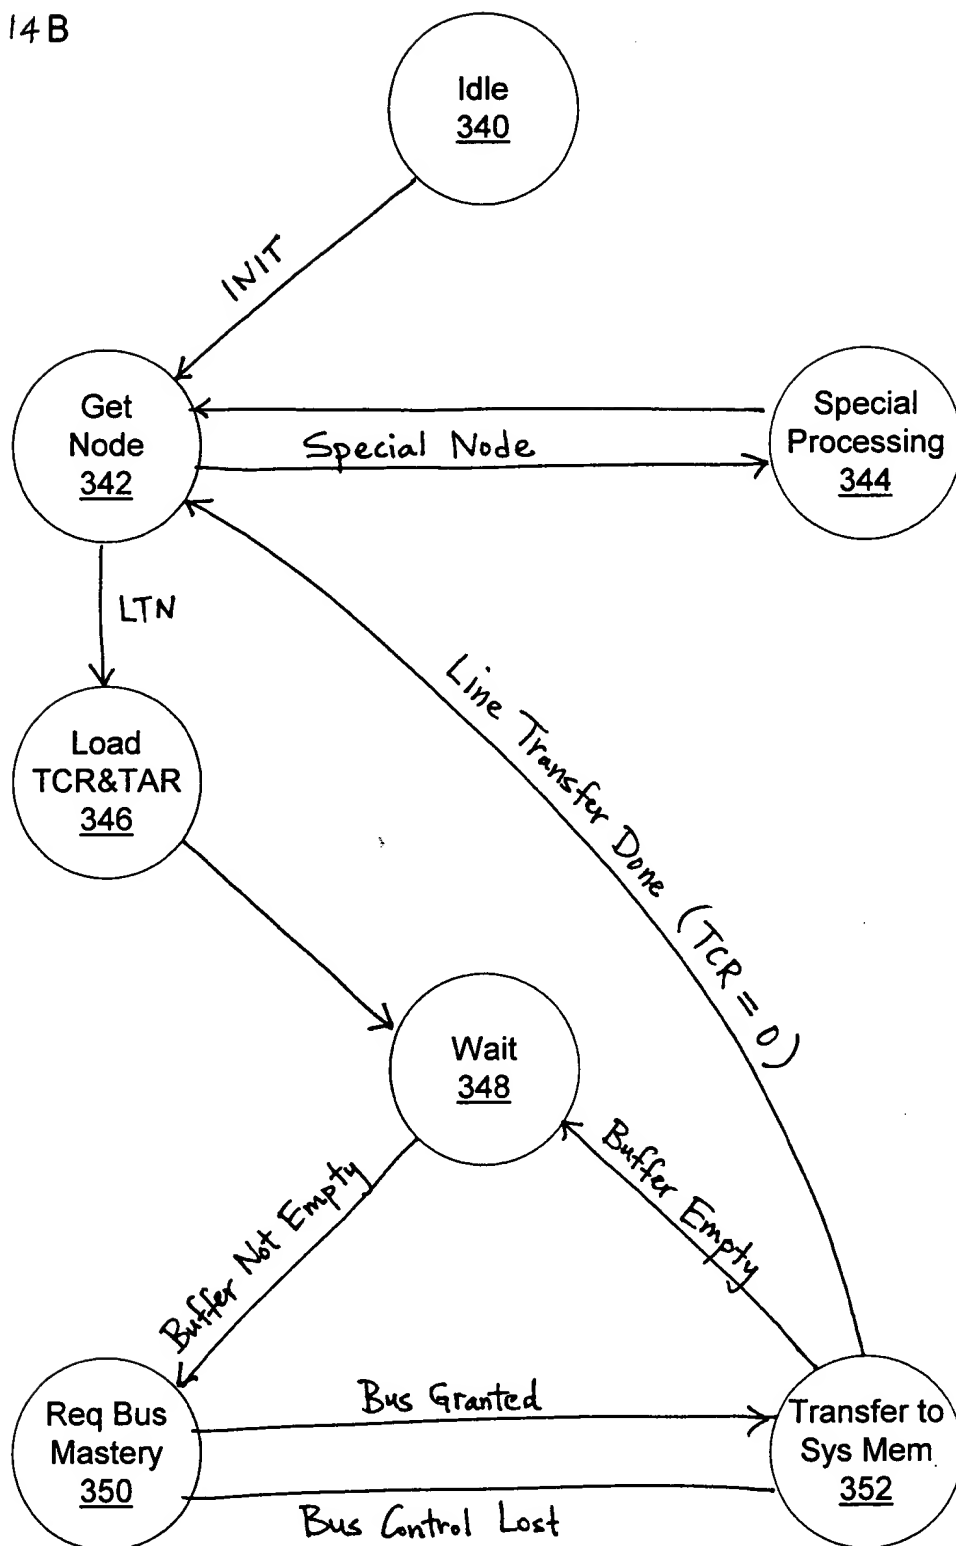 14B
Idle
340
INIT
Get
Node
342
Special Node
Special
Processing
344
LTN
Load
TCR&TAR
346
Line Transfer Done (TCR = 0)
Wait
348
Buffer Not Empty
Buffer Empty
Req Bus
Mastery
350
Bus Granted
Bus Control Lost
Transfer to
Sys Mem
352